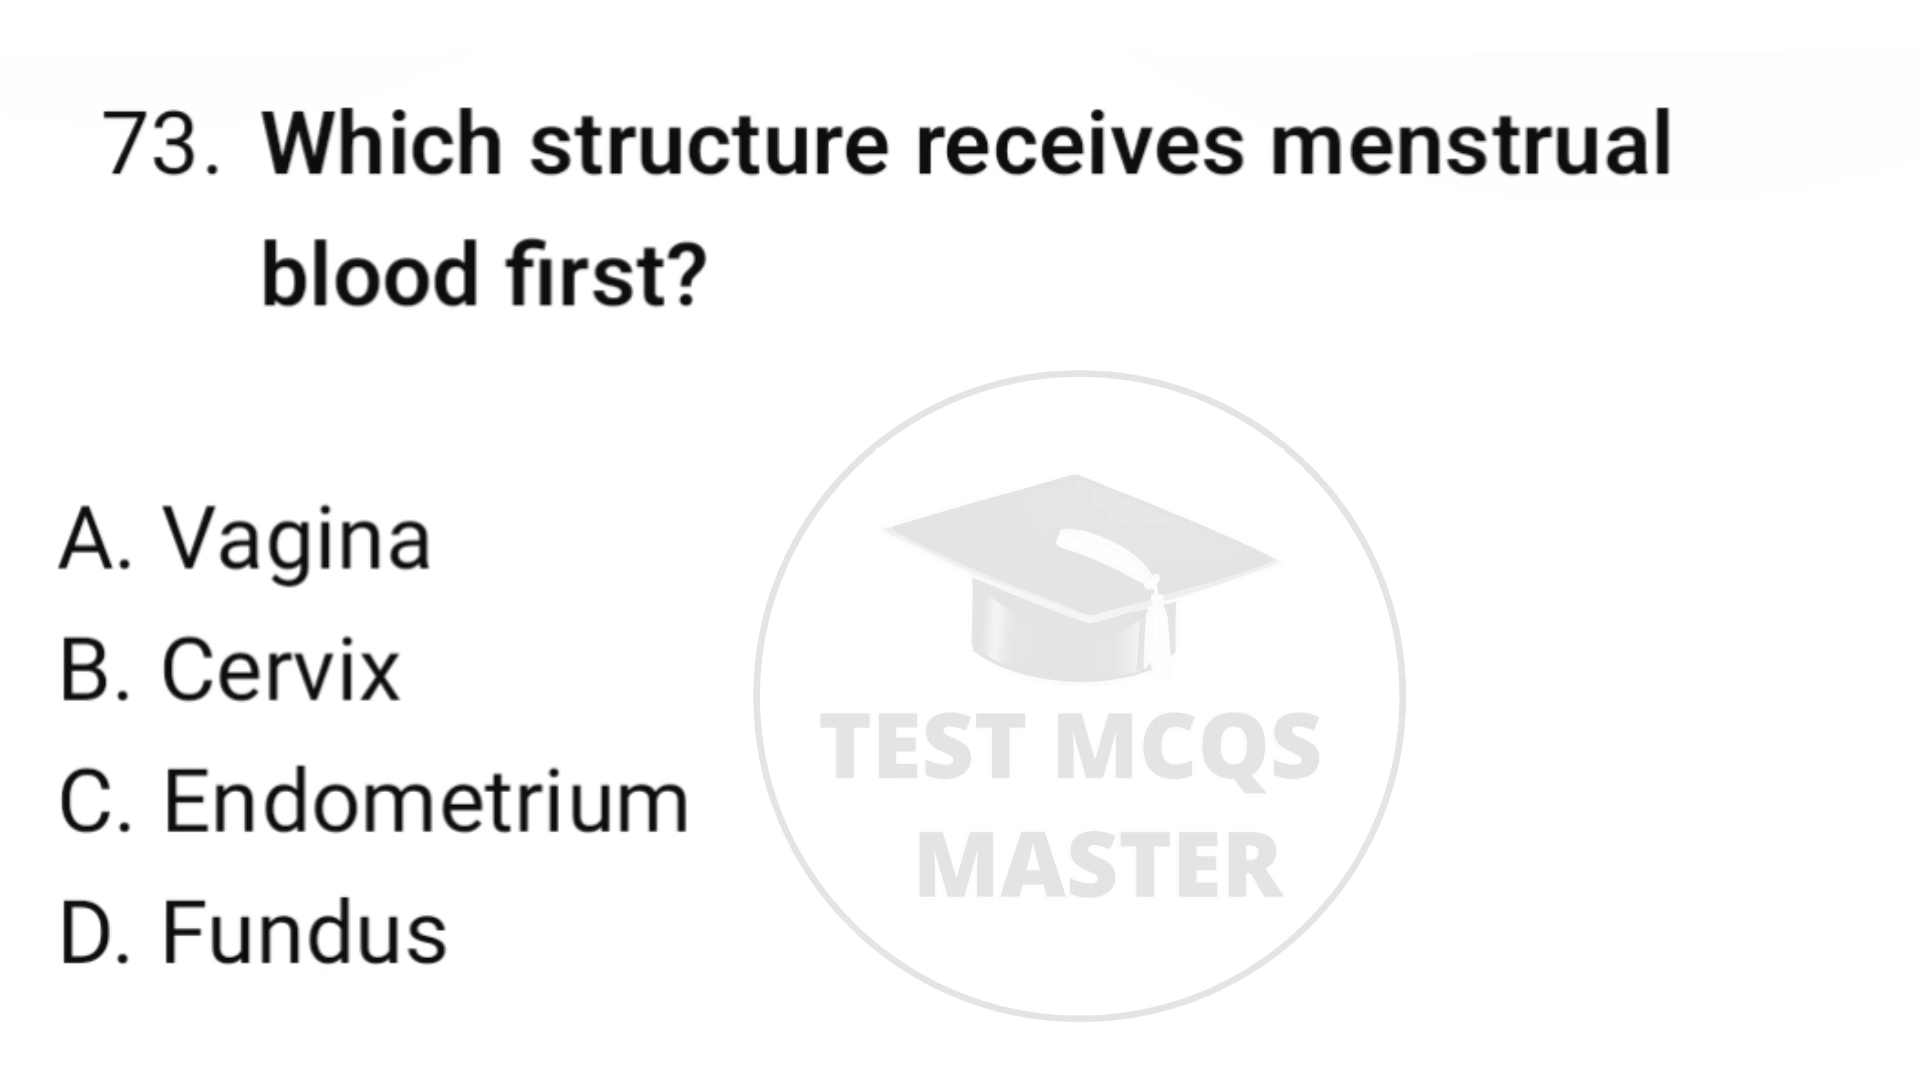 73. Which structure receives menstrual
blood first?
A. Vagina
B. Cervix
C. Endometrium
D. Fundus
TEST MCQS
MASTER